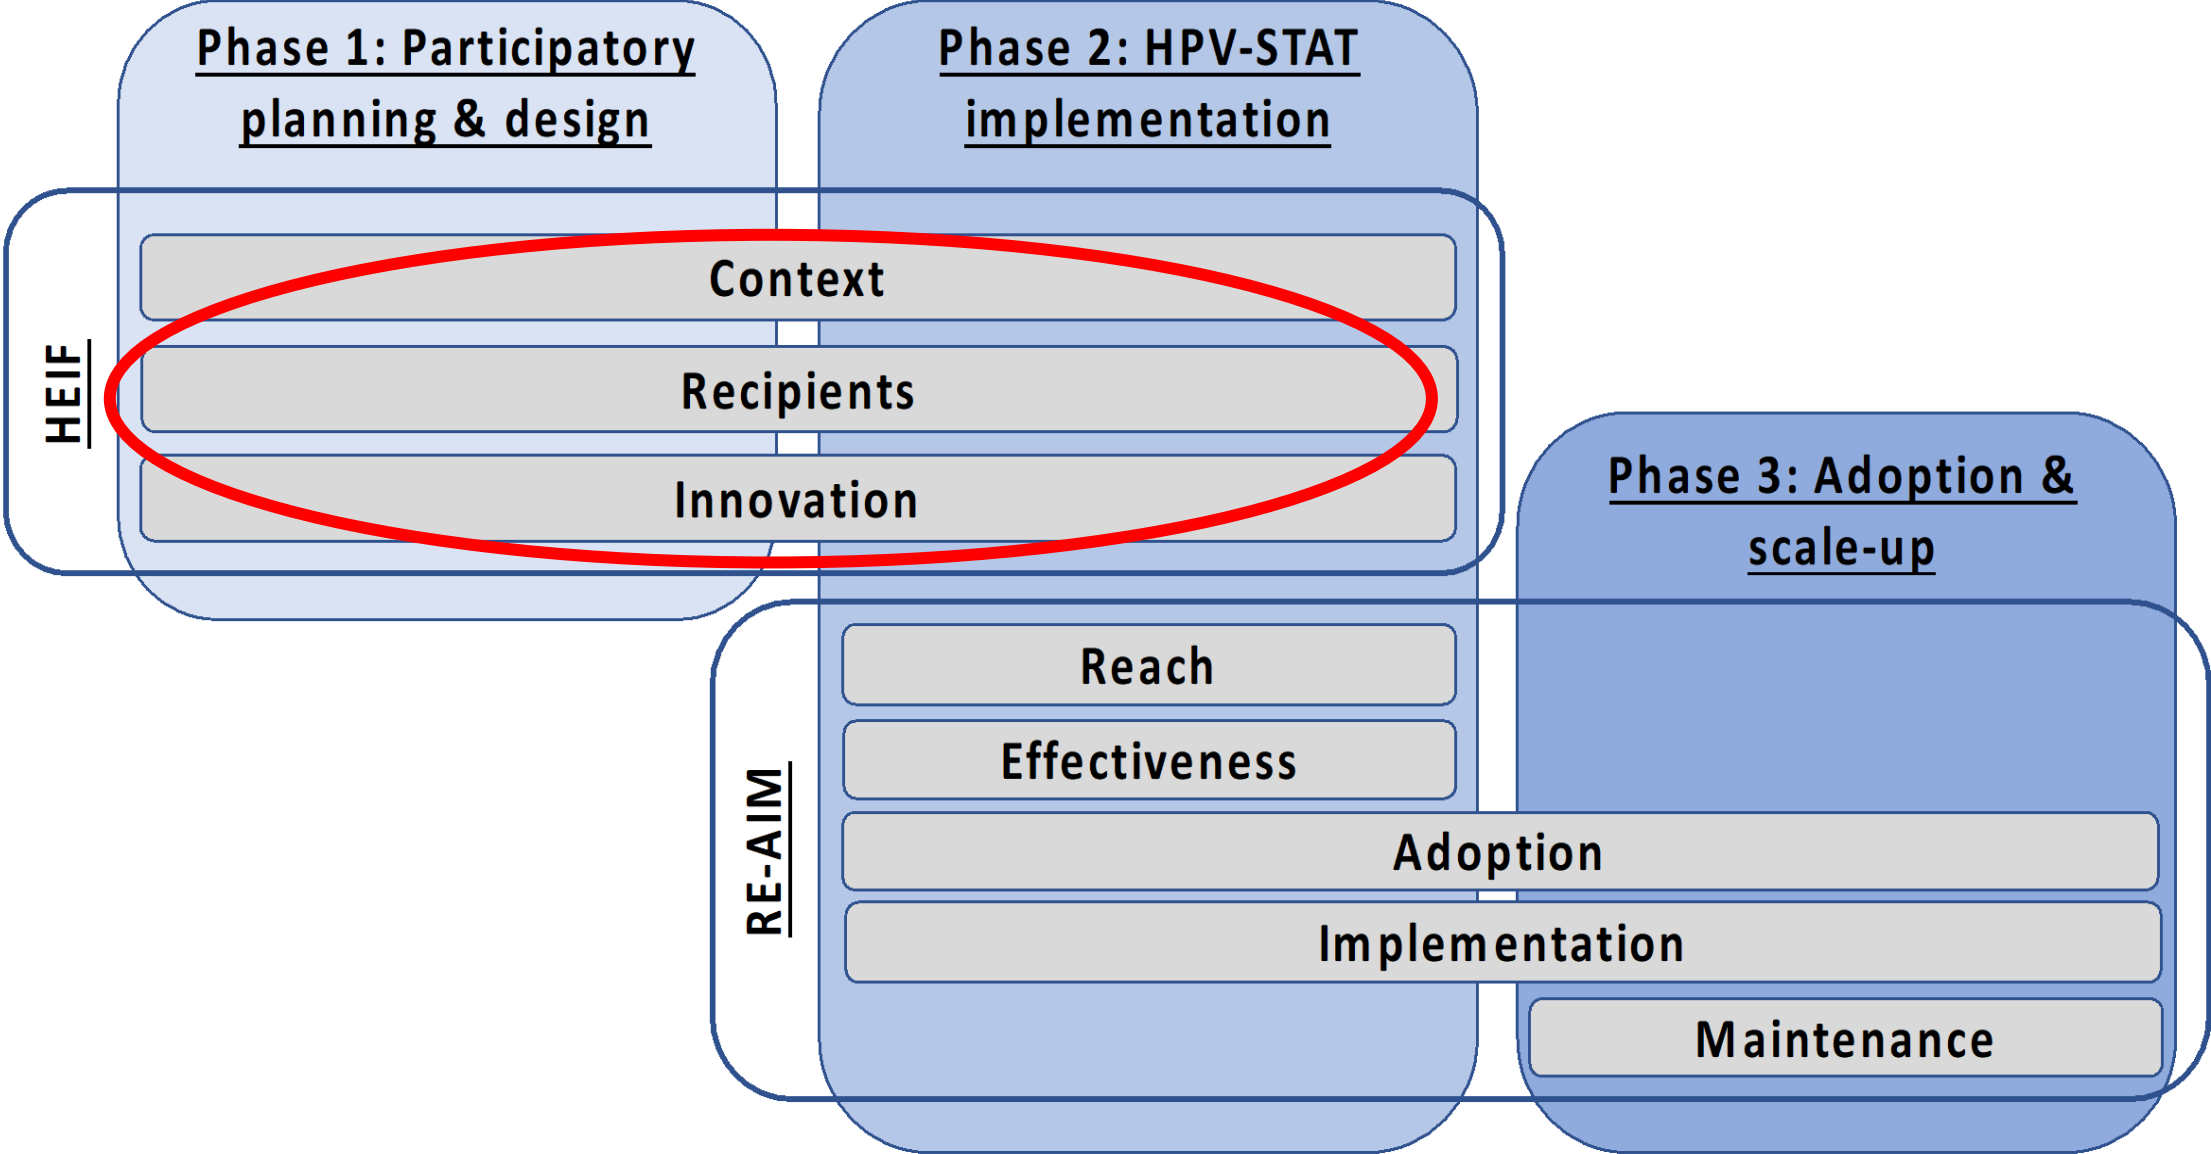 Phase 1: Participatory
planning & design
Phase 2: HPV-STAT
implementation
HEIF
Context
Recipients
Innovation
Phase 3: Adoption &
scale-up
RE-AIM
Reach
Effectiveness
Adoption
Implementation
Maintenance